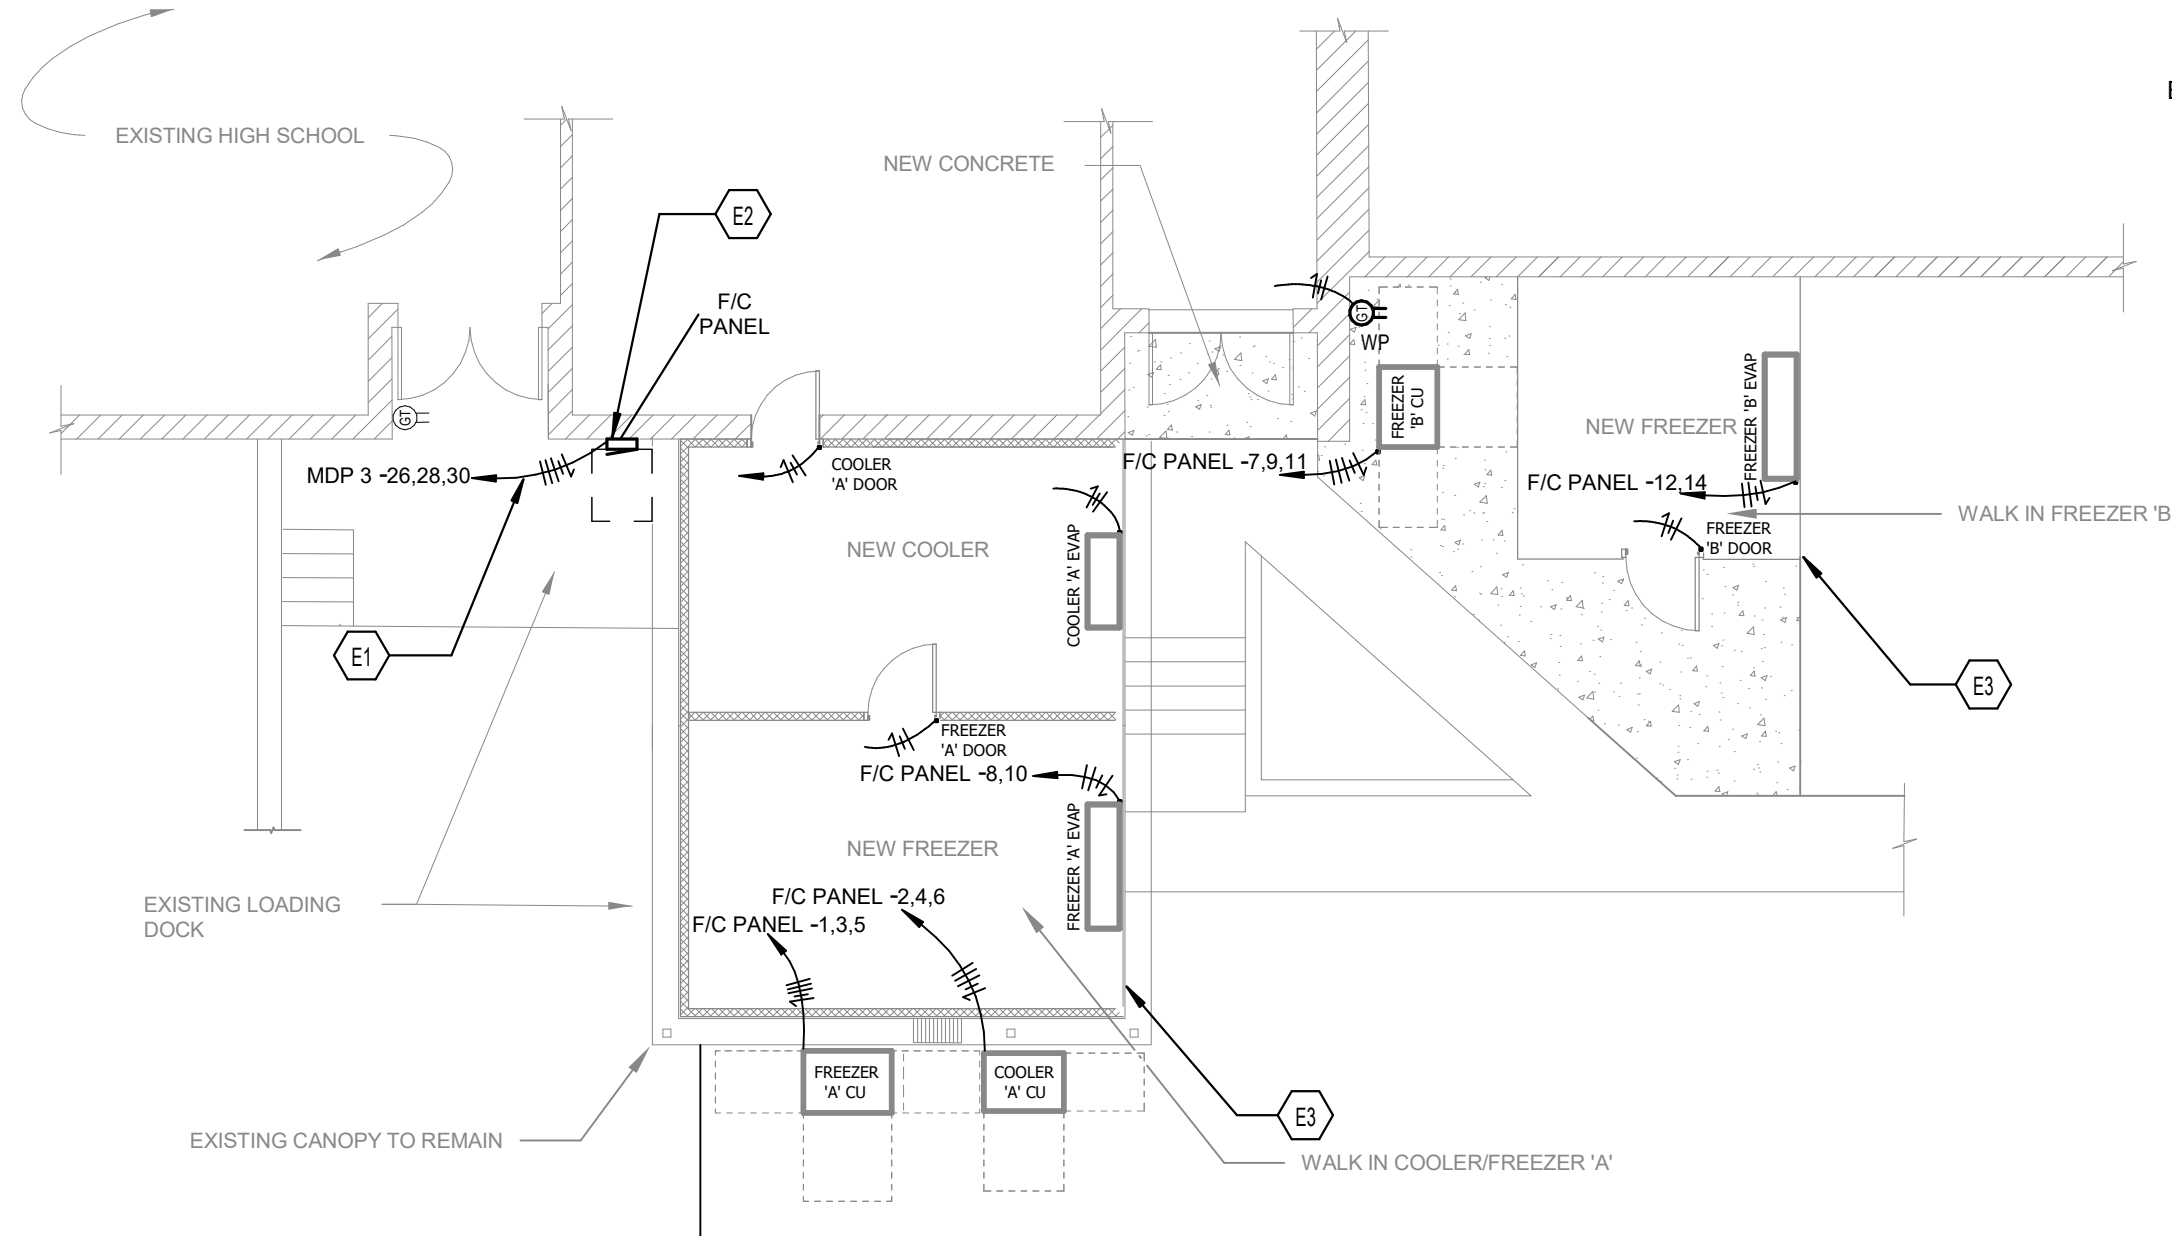 EXISTING HIGH SCHOOL
NEW CONCRETE
E2
F/C
PANEL
GT
WP
GT
FREEZER
'B' CU
NEW FREEZER
FREEZER 'B' EVAP
MDP 3 -26,28,30
COOLER
'A' DOOR
F/C PANEL -7,9,11
F/C PANEL -12,14
WALK IN FREEZER 'B
FREEZER
'B' DOOR
NEW COOLER
COOLER 'A' EVAP
E1
E3
FREEZER
'A' DOOR
F/C PANEL -8,10
FREEZER 'A' EVAP
NEW FREEZER
F/C PANEL -2,4,6
F/C PANEL -1,3,5
EXISTING LOADING
DOCK
FREEZER
'A' CU
COOLER
'A' CU
E3
EXISTING CANOPY TO REMAIN
WALK IN COOLER/FREEZER 'A'